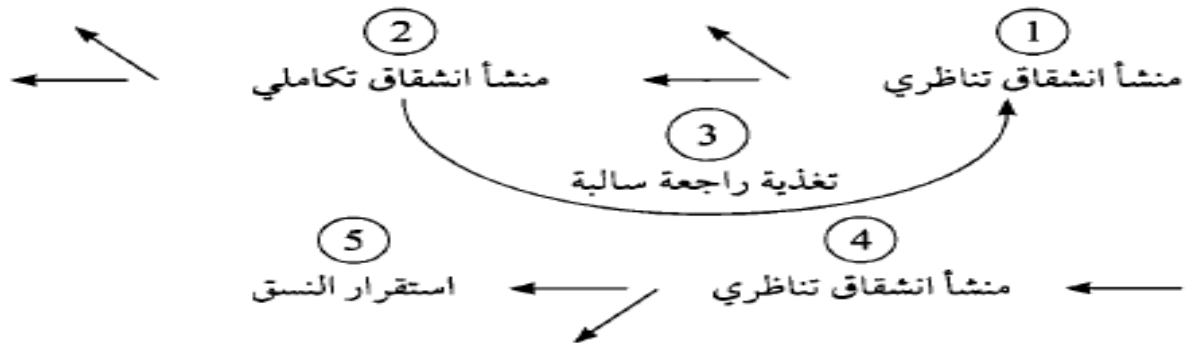 ① ②
منشأ انشقاق تناظري منشأ انشقاق تكاملي
③
تغذية راجعة سالبة
④ ⑤
منشأ انشقاق تناظري استقرار النسق